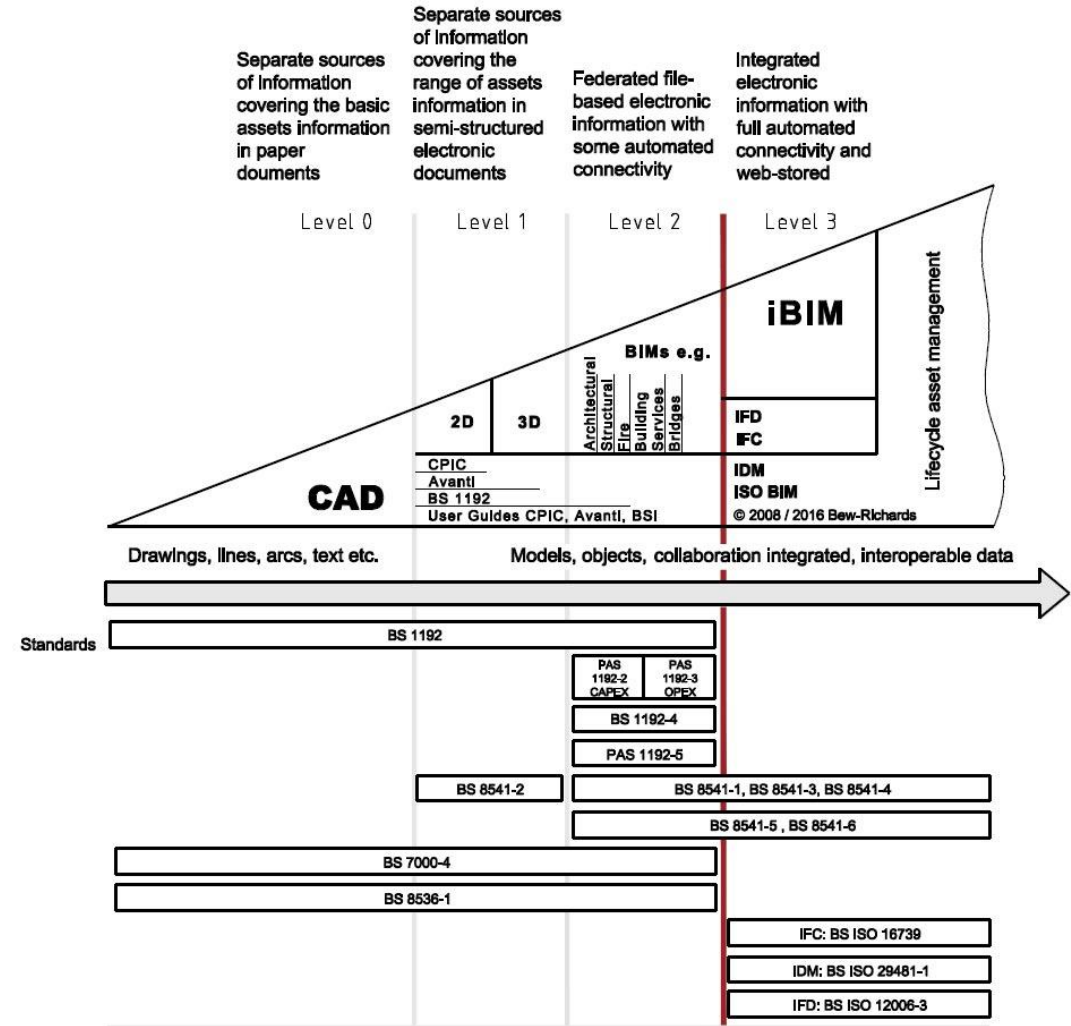 Separate sources
of Information
covering the basic
assets information
in paper
douments
Separate sources
of Information
covering the
range of assets
information in
semi-structured
electronic
documents
Federated file-
based electronic
information with
some automated
connectivity
Integrated
electronic
information with
full automated
connectivity and
web-stored
Level 0
Level 1
Level 2
Level 3
iBIM
BIMs e.g.
Architectural
Structural
Fire
Building
Services
Bridges
2D
3D
IFD
IFC
Lifecycle asset management
CAD
CPIC
Avanti
BS 1192
User Guides CPIC, Avanti, BSI
IDM
ISO BIM
© 2008 / 2016 Bew-Richards
Drawings, lines, arcs, text etc.
Models, objects, collaboration integrated, interoperable data
Standards
BS 1192
PAS
1192-2
CAPEX
PAS
1192-3
OPEX
BS 1192-4
PAS 1192-5
BS 8541-2
BS 8541-1, BS 8541-3, BS 8541-4
BS 8541-5 , BS 8541-6
BS 7000-4
BS 8536-1
IFC: BS ISO 16739
IDM: BS ISO 29481-1
IFD: BS ISO 12006-3